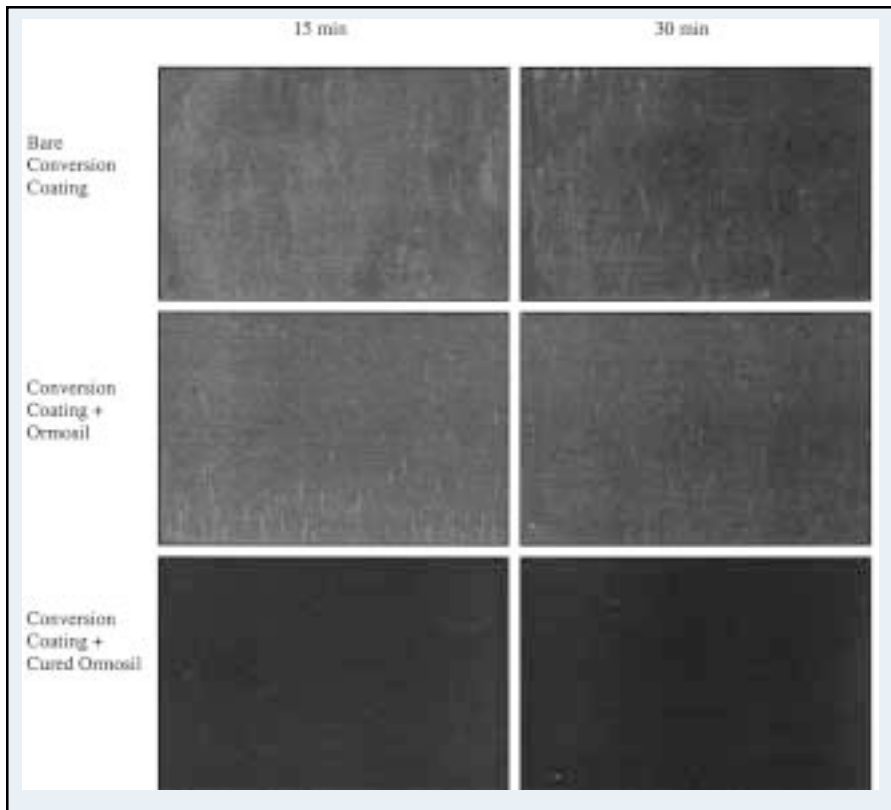 15 min
30 min
Bare
Conversion
Coating
Conversion
Coating +
Ormosil
Conversion
Coating +
Cured Ormosil